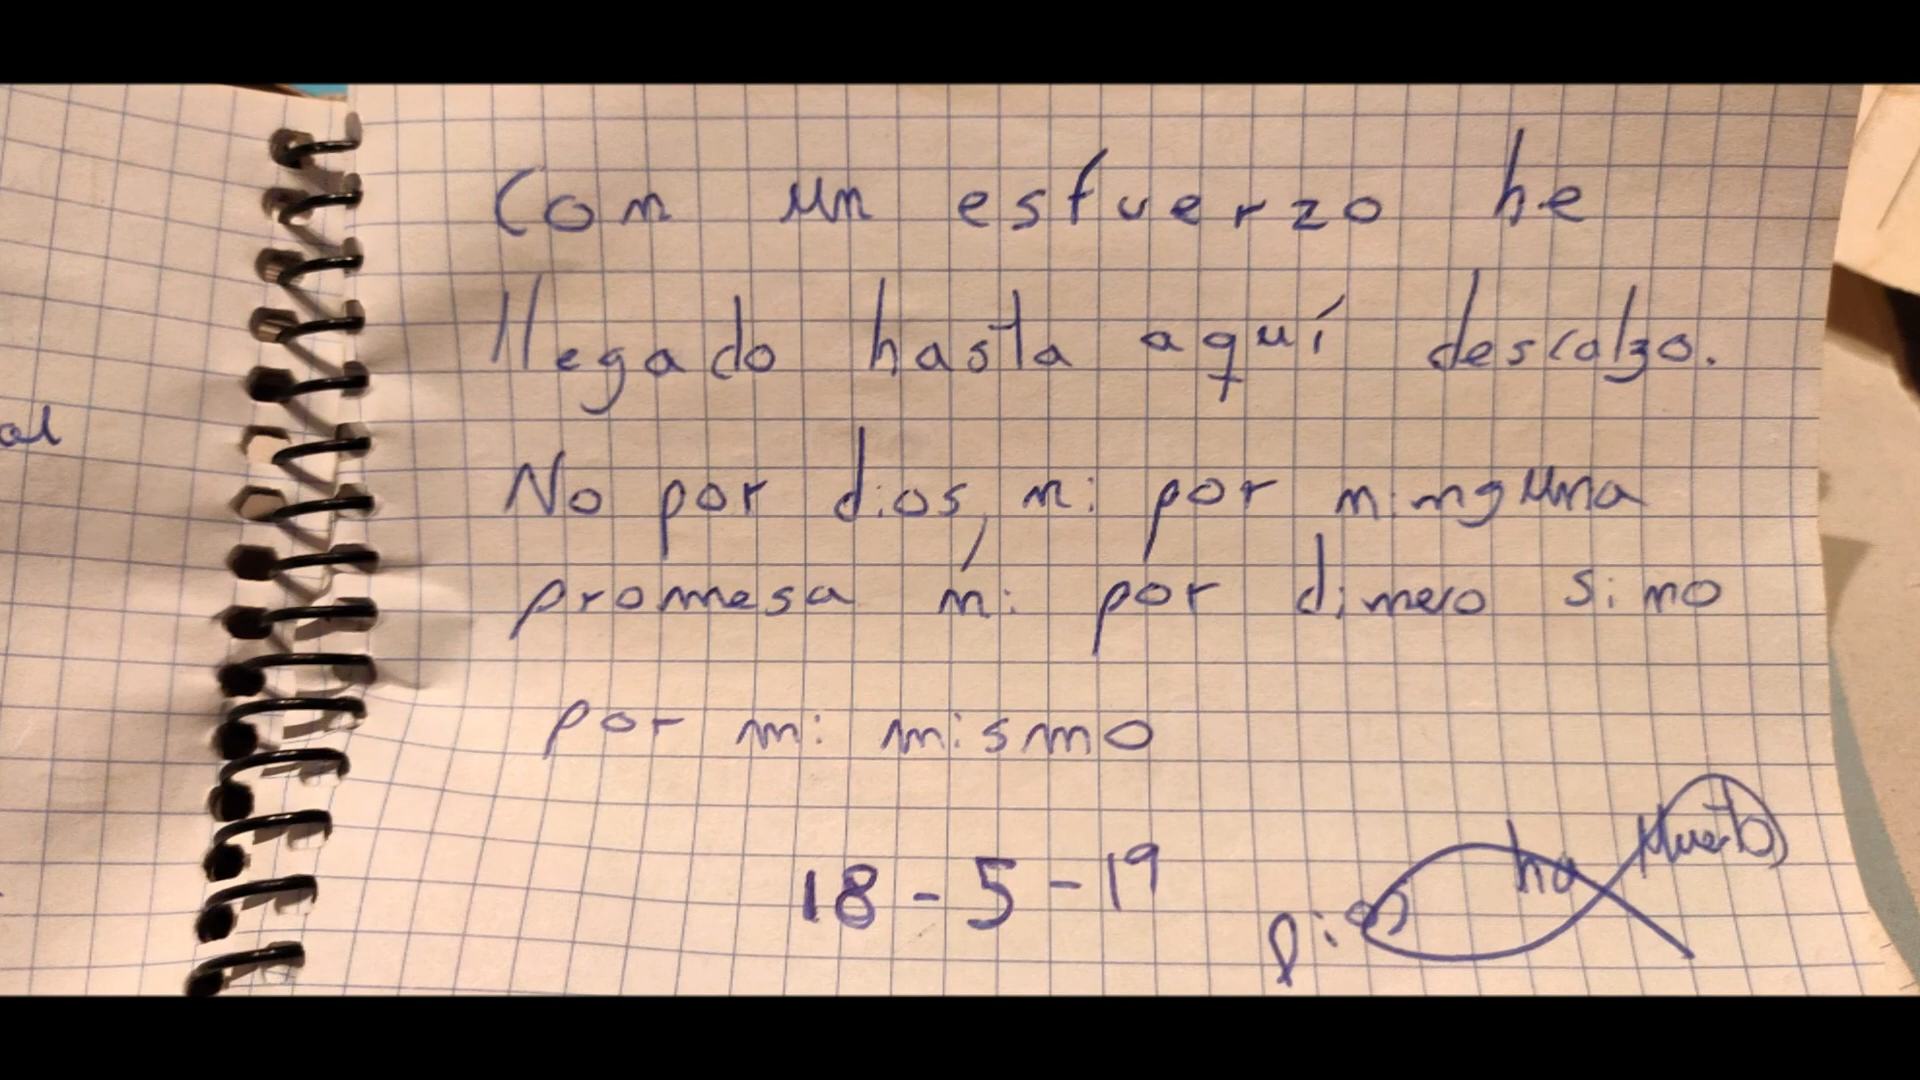 al
Con un esfuerzo he
llegado hasta aquí descalzo.
No por dios, ni por ninguna
promesa ni por dinero sino
por mi mismo
18-5-19
Dios ha Muerto